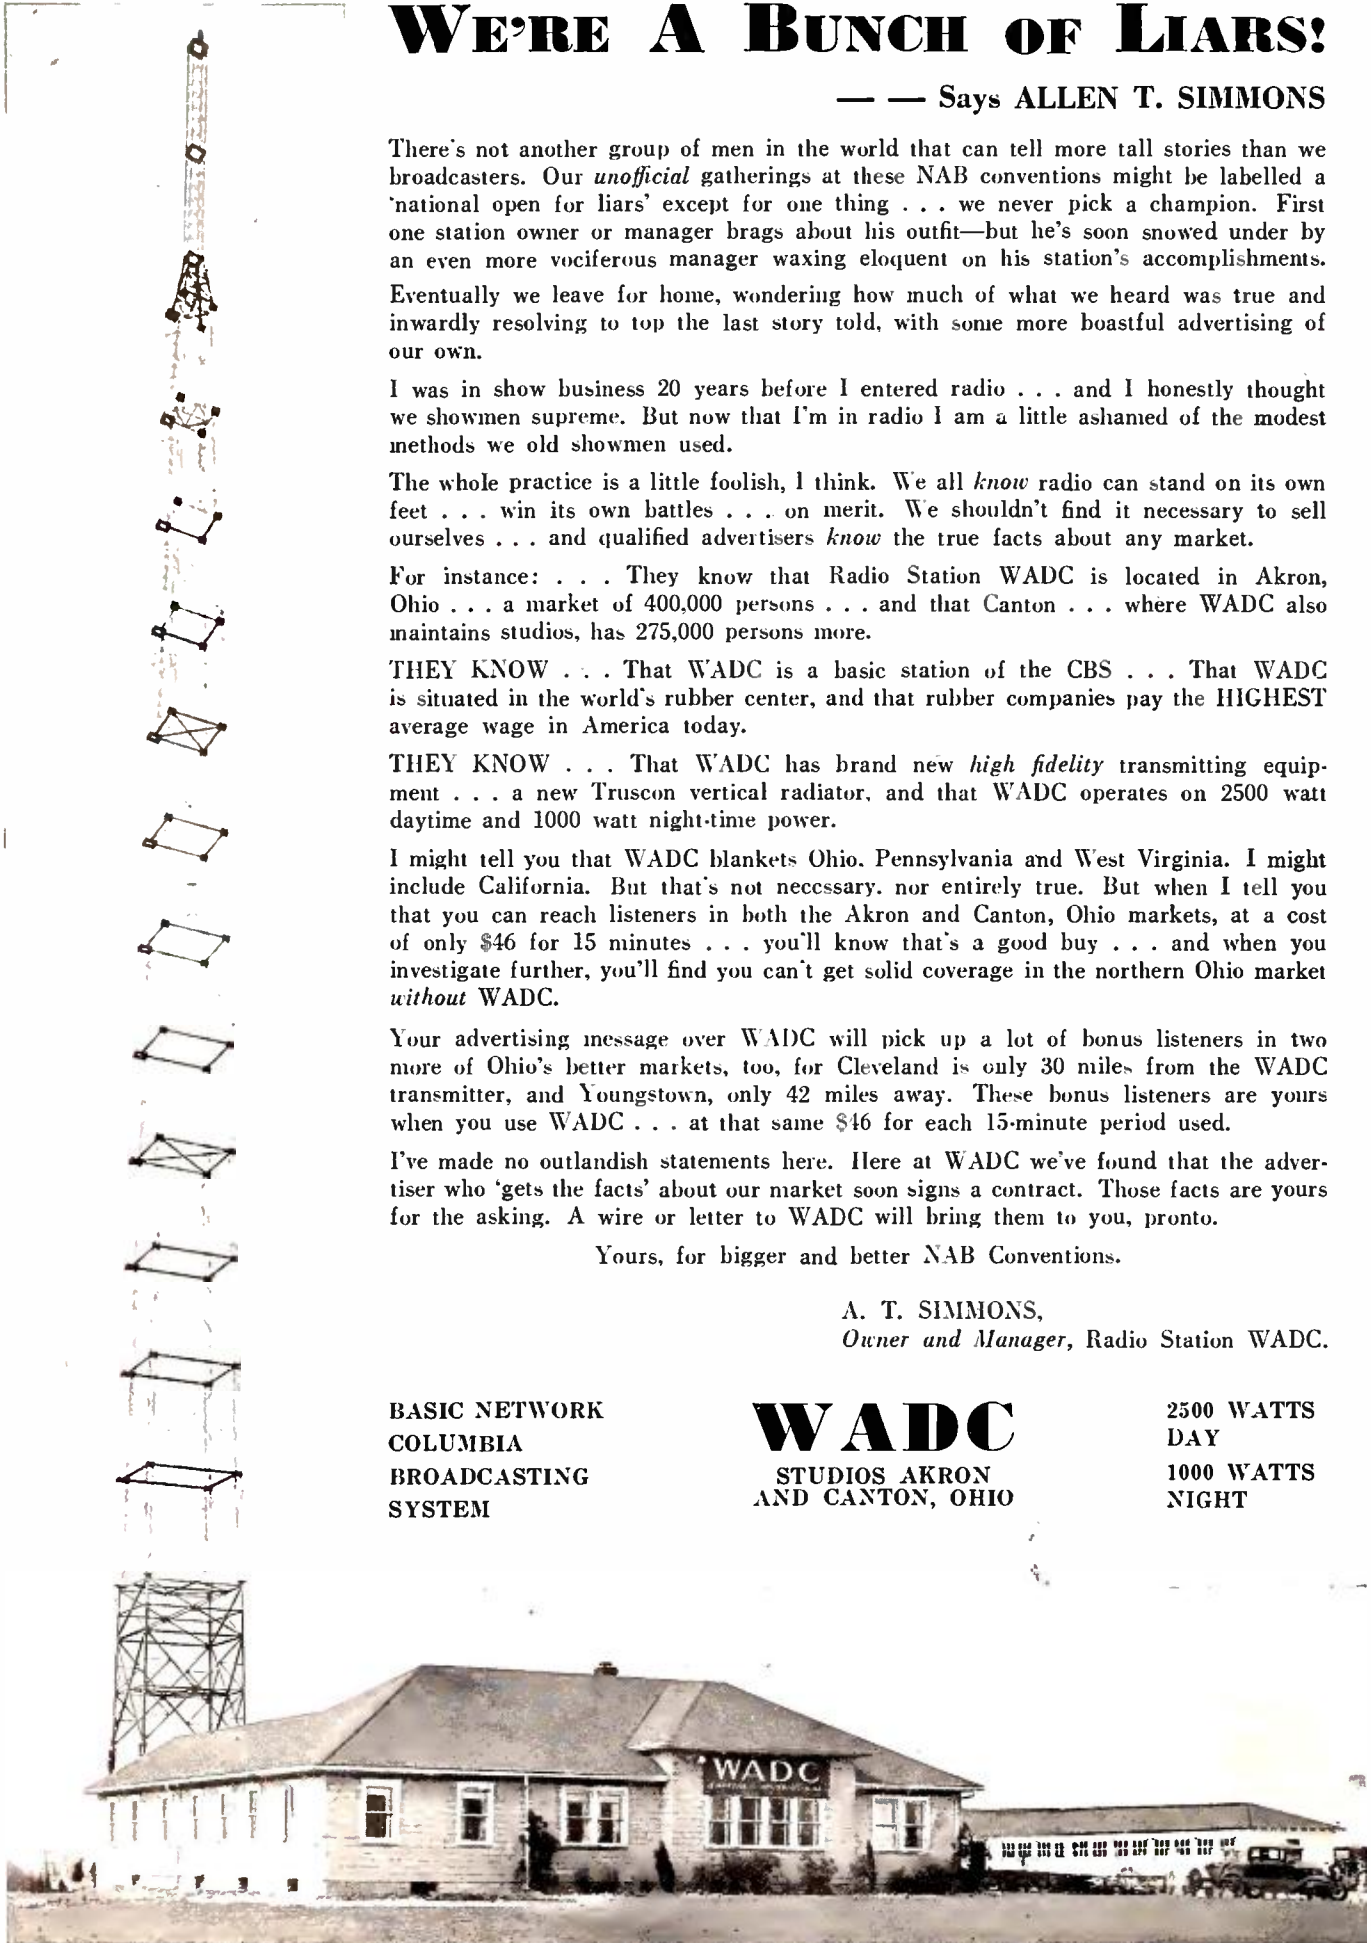 WE'RE A BUNCH OF LIARS!
— — Says ALLEN T. SIMMONS
There's not another group of men in the world that can tell more tall stories than we
broadcasters. Our unofficial gatherings at these NAB conventions might be labelled a
'national open for liars' except for one thing . . . we never pick a champion. First
one station owner or manager brags about his outfit—but he's soon snowed under by
an even more vociferous manager waxing eloquent on his station's accomplishments.
Eventually we leave for home, wondering how much of what we heard was true and
inwardly resolving to top the last story told, with some more boastful advertising of
our own.
I was in show business 20 years before I entered radio . . . and I honestly thought
we showmen supreme. But now that I'm in radio I am a little ashamed of the modest
methods we old showmen used.
The whole practice is a little foolish, I think. We all know radio can stand on its own
feet . . . win its own battles . . . on merit. We shouldn't find it necessary to sell
ourselves . . . and qualified advertisers know the true facts about any market.
For instance: . . . They know that Radio Station WADC is located in Akron,
Ohio . . . a market of 400,000 persons . . . and that Canton . . . where WADC also
maintains studios, has 275,000 persons more.
THEY KNOW . . . That WADC is a basic station of the CBS . . . That WADC
is situated in the world's rubber center, and that rubber companies pay the HIGHEST
average wage in America today.
THEY KNOW . . . That WADC has brand new high fidelity transmitting equip-
ment . . . a new Truscon vertical radiator, and that WADC operates on 2500 watt
daytime and 1000 watt night-time power.
I might tell you that WADC blankets Ohio. Pennsylvania and West Virginia. I might
include California. But that's not necessary. nor entirely true. But when I tell you
that you can reach listeners in both the Akron and Canton, Ohio markets, at a cost
of only $46 for 15 minutes . . . you'll know that's a good buy . . . and when you
investigate further, you'll find you can't get solid coverage in the northern Ohio market
without WADC.
Your advertising message over WADC will pick up a lot of bonus listeners in two
more of Ohio's better markets, too, for Cleveland is only 30 miles from the WADC
transmitter, and Youngstown, only 42 miles away. These bonus listeners are yours
when you use WADC . . . at that same $46 for each 15-minute period used.
I've made no outlandish statements here. Here at WADC we've found that the adver-
tiser who 'gets the facts' about our market soon signs a contract. Those facts are yours
for the asking. A wire or letter to WADC will bring them to you, pronto.
Yours, for bigger and better NAB Conventions.
A. T. SIMMONS,
Owner and Manager, Radio Station WADC.
BASIC NETWORK
COLUMBIA
BROADCASTING
SYSTEM
WADC
STUDIOS AKRON
AND CANTON, OHIO
2500 WATTS
DAY
1000 WATTS
NIGHT
WADC